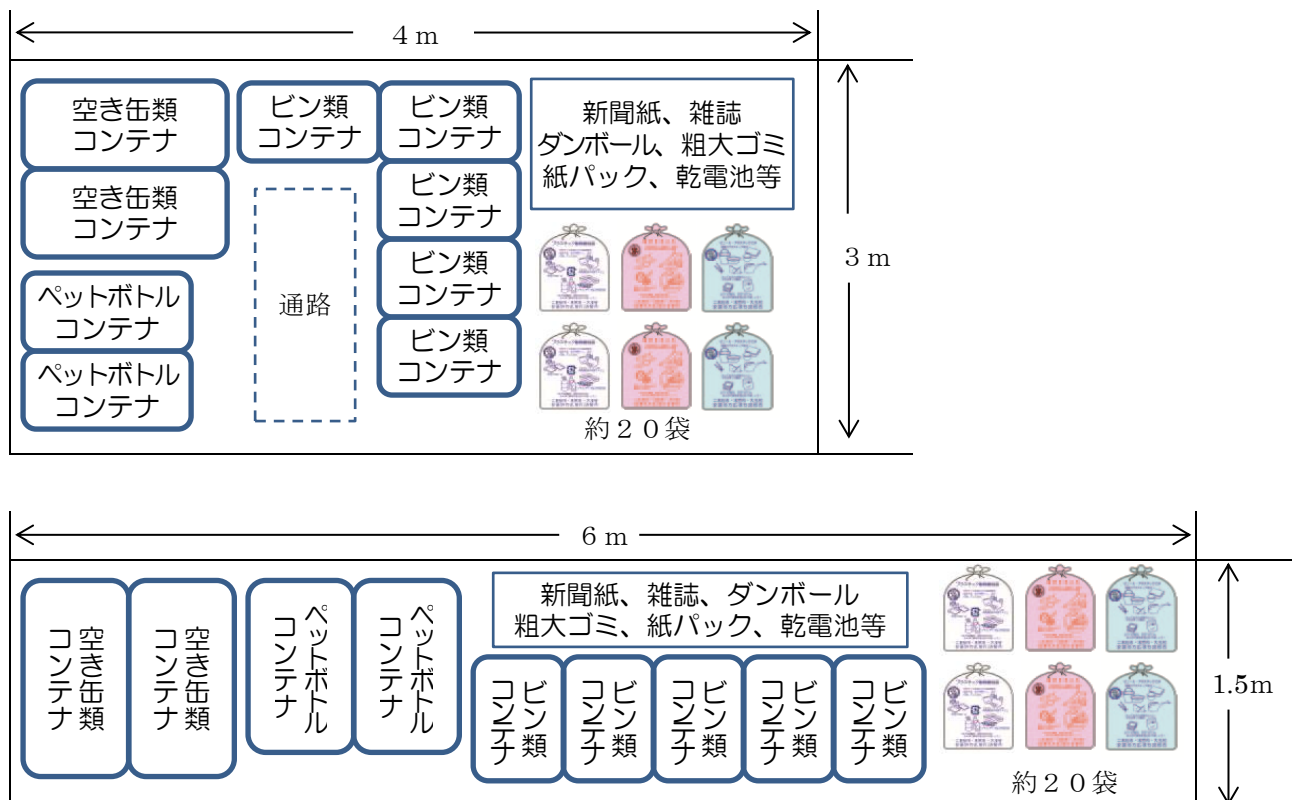 4m
空き缶類
コンテナ
空き缶類
コンテナ
ペットボトル
コンテナ
ペットボトル
コンテナ
ビン類
コンテナ
通路
ビン類
コンテナ
ビン類
コンテナ
ビン類
コンテナ
ビン類
コンテナ
新聞紙、雑誌
ダンボール、粗大ゴミ
紙パック、乾電池等
約20袋
3m
6m
空き缶類
コンテナ
空き缶類
コンテナ
ペットボトル
コンテナ
ペットボトル
コンテナ
新聞紙、雑誌、ダンボール
粗大ゴミ、紙パック、乾電池等
ビン類
コンテナ
ビン類
コンテナ
ビン類
コンテナ
ビン類
コンテナ
ビン類
コンテナ
約20袋
1.5m